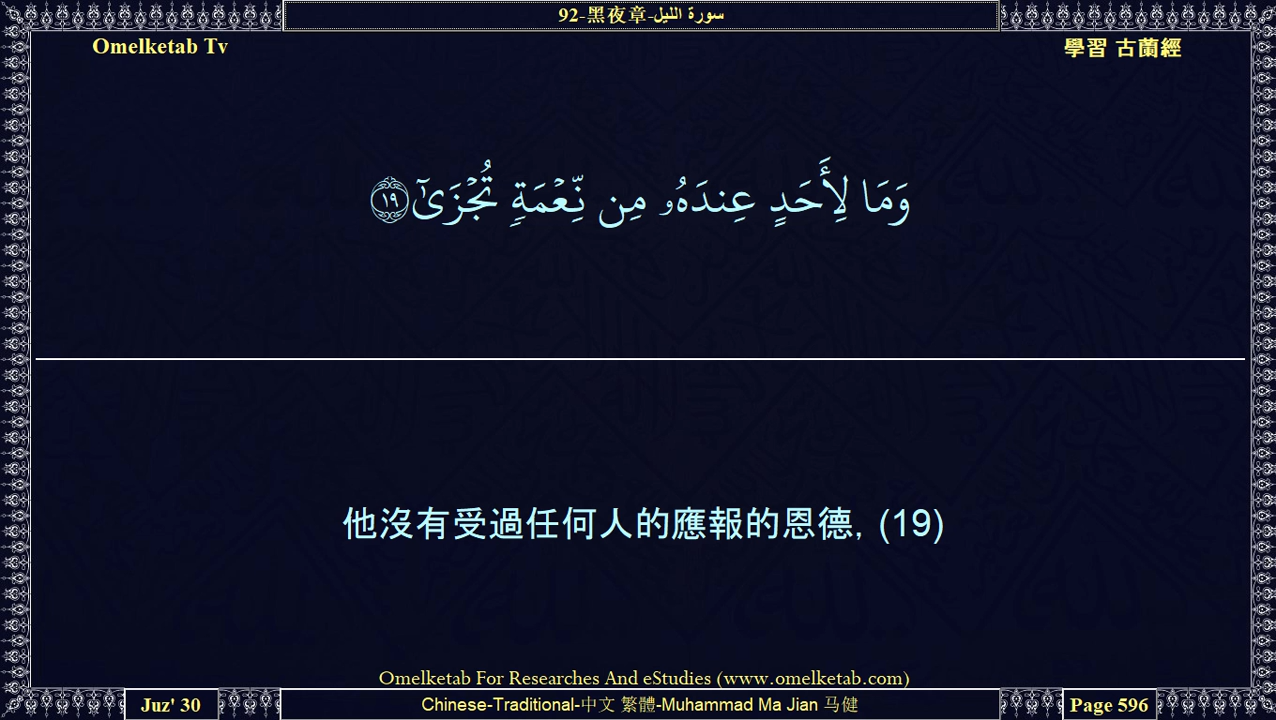 92-黑夜章-سورة الليل
Omelketab Tv
學習 古蘭經
وَمَا لِأَحَدٍ عِندَهُۥ مِن نِّعْمَةٍ تُجْزَىٰٓ ١٩
他沒有受過任何人的應報的恩德, (19)
Omelketab For Researches And eStudies (www.omelketab.com)
Juz' 30
Chinese-Traditional-中文 繁體-Muhammad Ma Jian 马健
Page 596